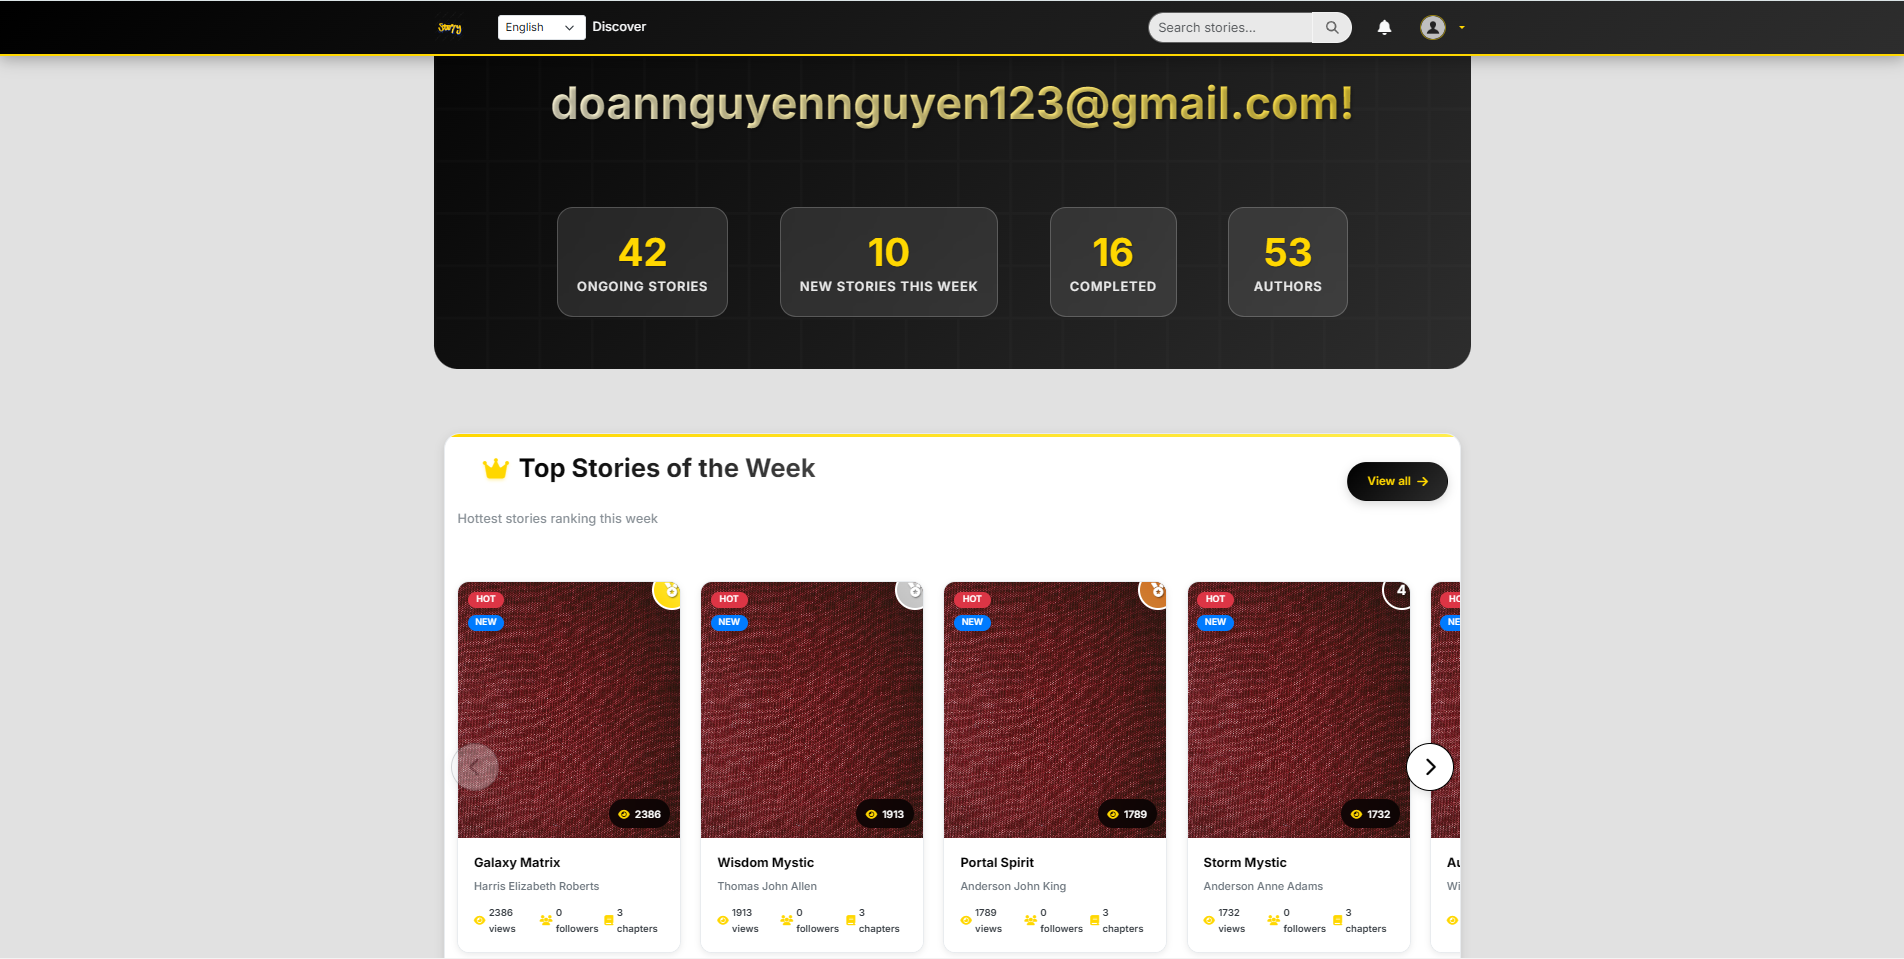 Story
English
Discover
Search stories...
doannguyennguyen123@gmail.com!
42
ONGOING STORIES
10
NEW STORIES THIS WEEK
16
COMPLETED
53
AUTHORS
Top Stories of the Week
View all
Hottest stories ranking this week
HOT
NEW
2386
Galaxy Matrix
Harris Elizabeth Roberts
2386
views
0
followers
3
chapters
HOT
NEW
1913
Wisdom Mystic
Thomas John Allen
1913
views
0
followers
3
chapters
HOT
NEW
1789
Portal Spirit
Anderson John King
1789
views
0
followers
3
chapters
HOT
NEW
4
1732
Storm Mystic
Anderson Anne Adams
1732
views
0
followers
3
chapters